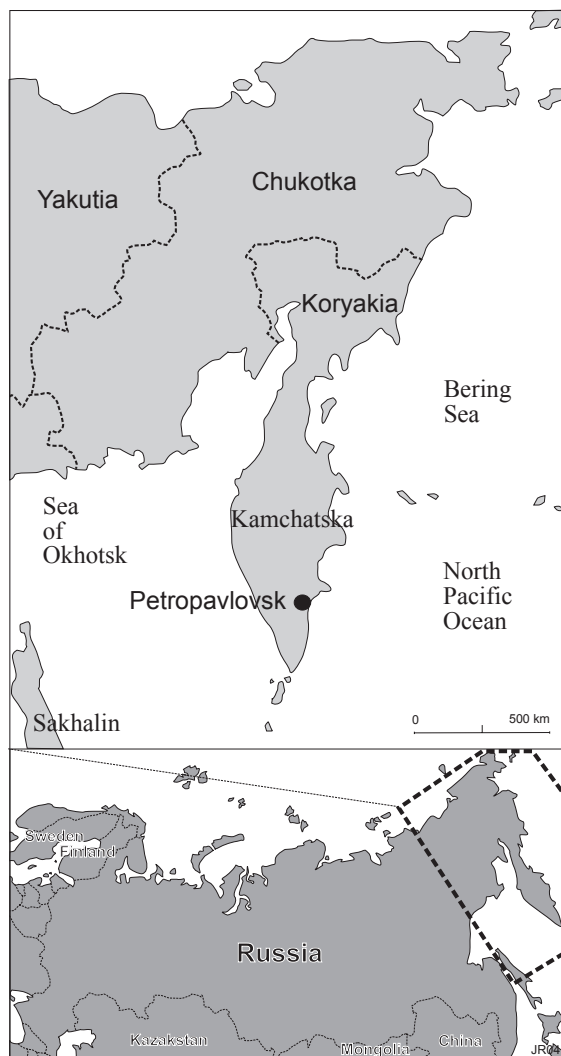 Yakutia
Chukotka
Koryakia
Bering
Sea
Sea
of
Okhotsk
Kamchatska
North
Pacific
Ocean
Petropavlovsk
Sakhalin
0
500 km
Sweden
Finland
Russia
Kazakstan
Mongolia
China
JR04